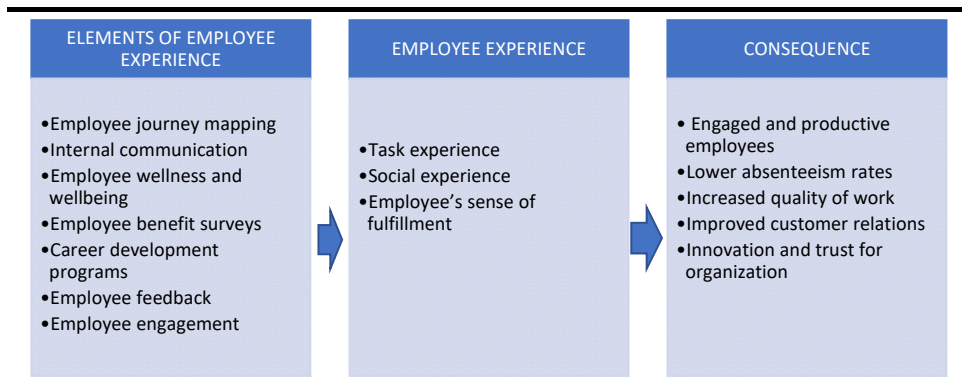 ELEMENTS OF EMPLOYEE
EXPERIENCE
•Employee journey mapping
•Internal communication
•Employee wellness and
wellbeing
•Employee benefit surveys
•Career development
programs
•Employee feedback
•Employee engagement
EMPLOYEE EXPERIENCE
•Task experience
•Social experience
•Employee’s sense of
fulfillment
CONSEQUENCE
• Engaged and productive
employees
•Lower absenteeism rates
•Increased quality of work
•Improved customer relations
•Innovation and trust for
organization